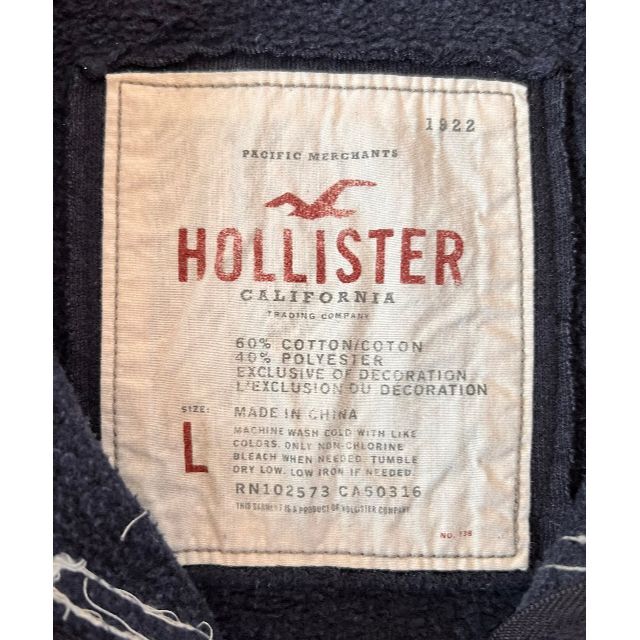 1922
PACIFIC MERCHANTS
HOLLISTER
CALIFORNIA
TRADING COMPANY
60% COTTON/COTON
40% POLYESTER
EXCLUSIVE OF DECORATION
L'EXCLUSION DU DECORATION
SIZE:
L
MADE IN CHINA
MACHINE WASH COLD WITH LIKE
COLORS. ONLY NON-CHLORINE
BLEACH WHEN NEEDED. TUMBLE
DRY LOW. LOW IRON IF NEEDED.
RN102573 CA50316
THIS GARMENT IS A PRODUCT OF HOLLISTER COMPANY
NO. 136